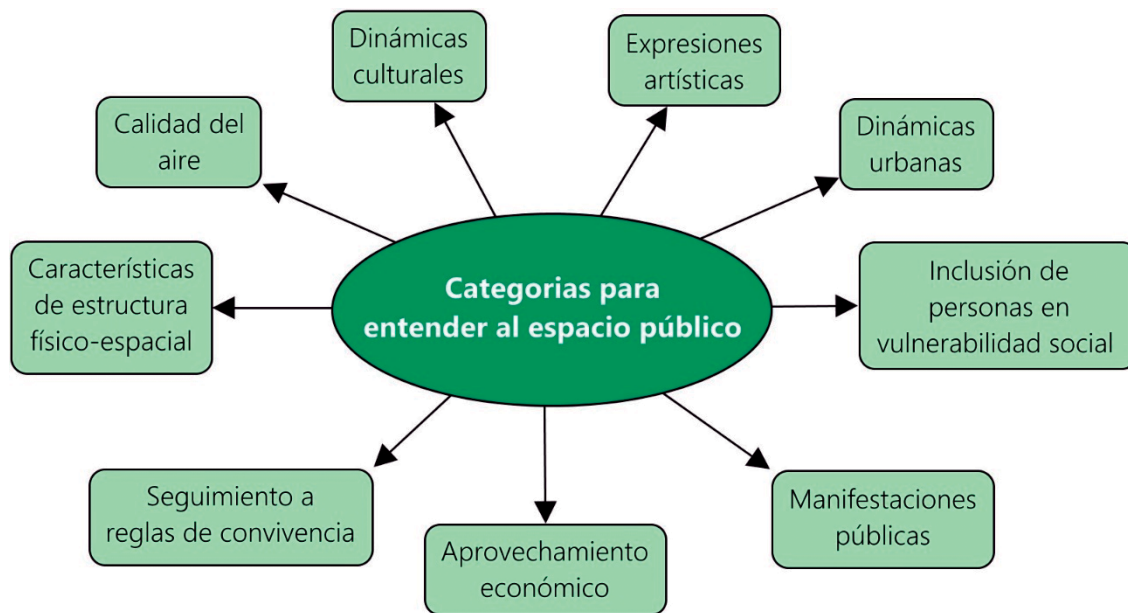 Dinámicas
culturales
Expresiones
artísticas
Calidad del
aire
Dinámicas
urbanas
Características
de estructura
físico-espacial
Categorias para
entender al espacio público
Inclusión de
personas en
vulnerabilidad social
Seguimiento a
reglas de convivencia
Aprovechamiento
económico
Manifestaciones
públicas